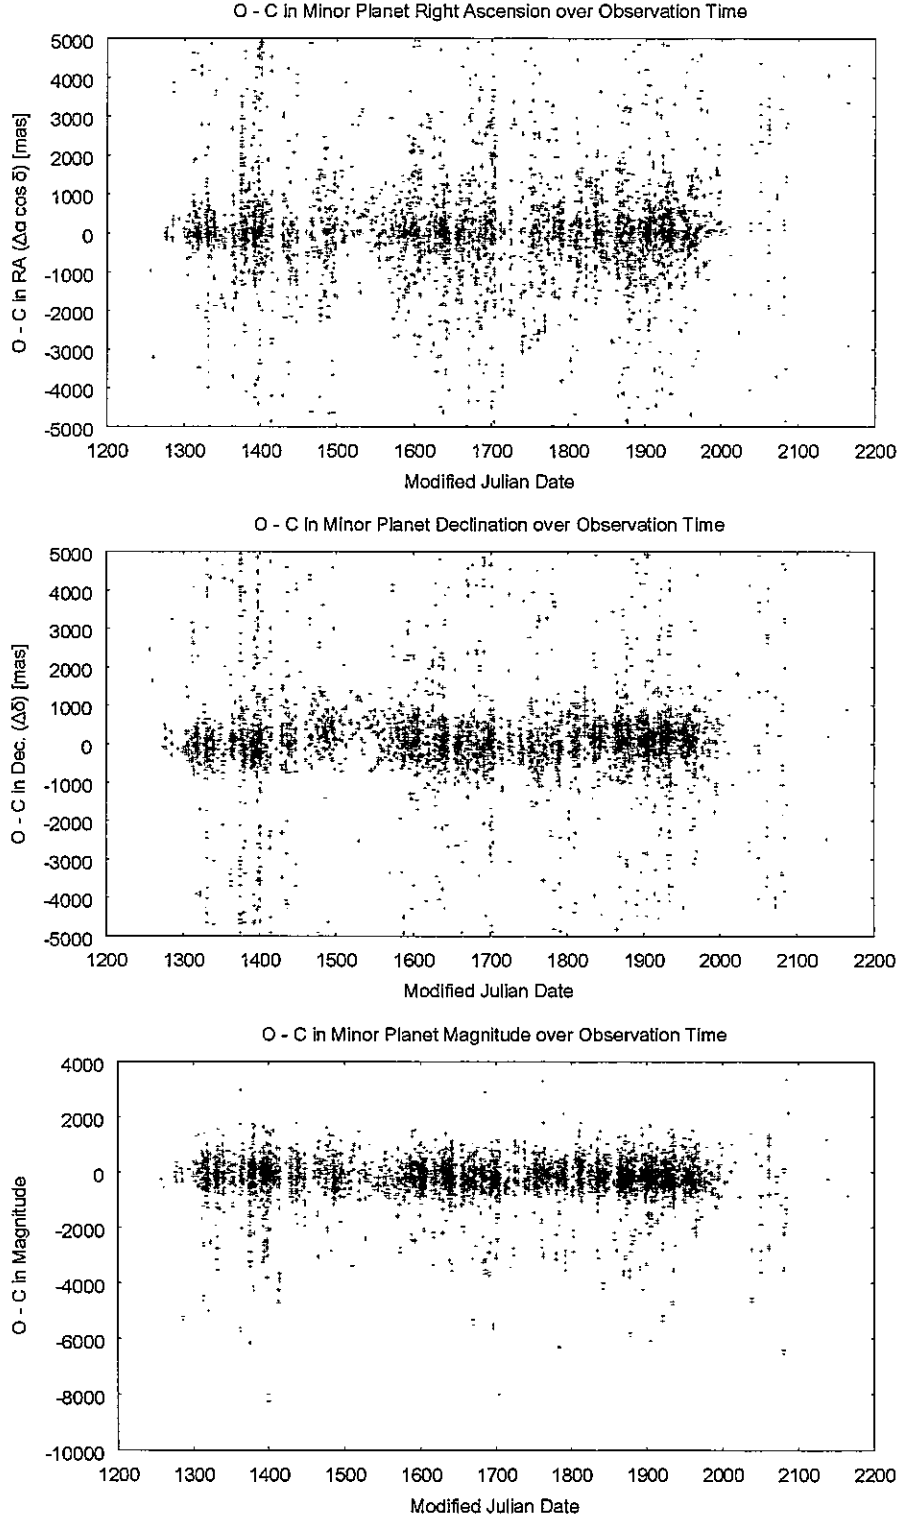 O - C in Minor Planet Right Ascension over Observation Time
5000
4000
3000
2000
1000
0
-1000
-2000
-3000
-4000
-5000
O - C in RA (Δα cos δ) [mas]
1200 1300 1400 1500 1600 1700 1800 1900 2000 2100 2200
Modified Julian Date
O - C in Minor Planet Declination over Observation Time
5000
4000
3000
2000
1000
0
-1000
-2000
-3000
-4000
-5000
O - C in Dec. (Δδ) [mas]
1200 1300 1400 1500 1600 1700 1800 1900 2000 2100 2200
Modified Julian Date
O - C in Minor Planet Magnitude over Observation Time
4000
2000
0
-2000
-4000
-6000
-8000
-10000
O - C in Magnitude
1200 1300 1400 1500 1600 1700 1800 1900 2000 2100 2200
Modified Julian Date